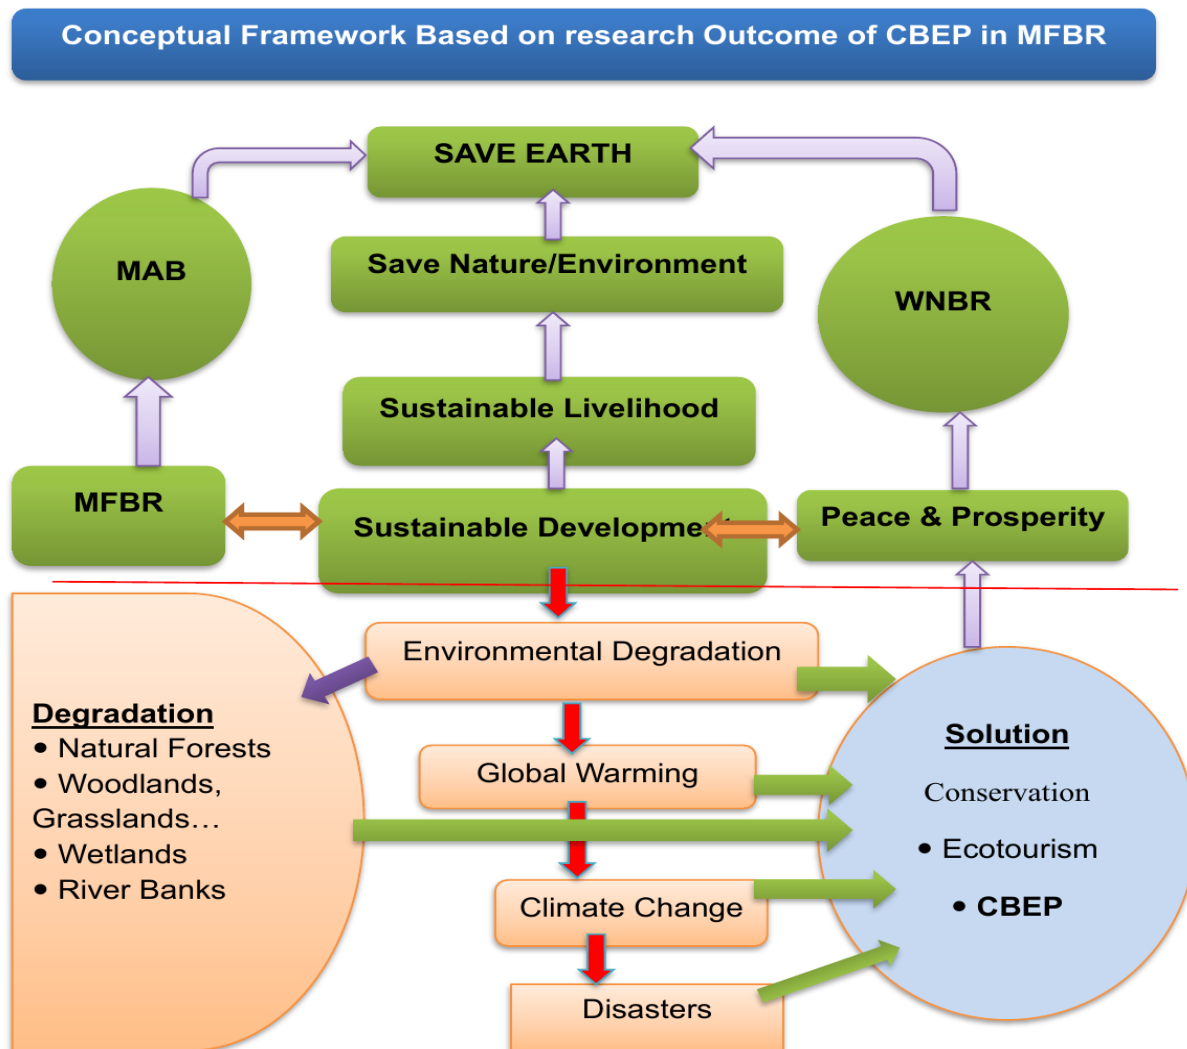 Conceptual Framework Based on research Outcome of CBEP in MFBR
SAVE EARTH
MAB
Save Nature/Environment
WNBR
Sustainable Livelihood
MFBR
Sustainable Development
Peace & Prosperity
Environmental Degradation
Degradation
• Natural Forests
• Woodlands,
Grasslands…
• Wetlands
• River Banks
Global Warming
Climate Change
Disasters
Solution
Conservation
• Ecotourism
• CBEP